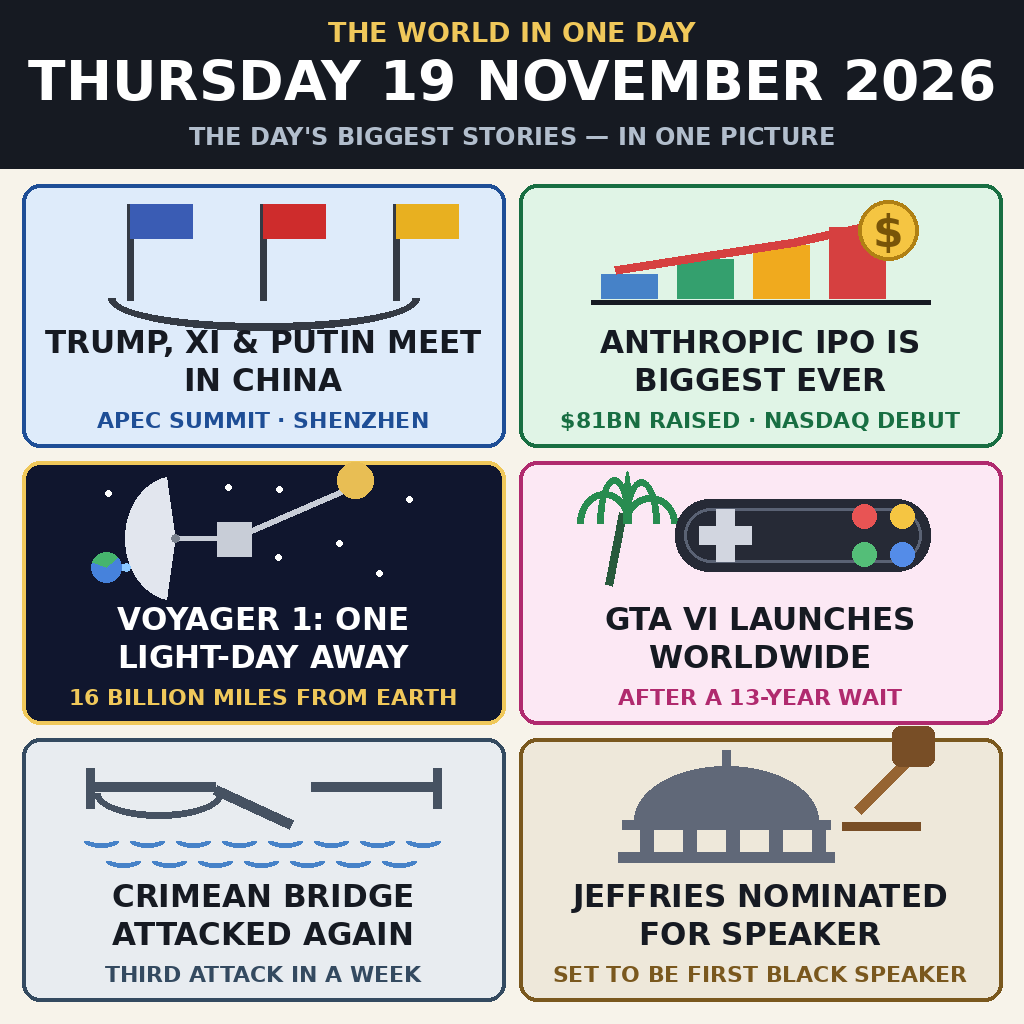 THE WORLD IN ONE DAY
THURSDAY 19 NOVEMBER 2026
THE DAY'S BIGGEST STORIES — IN ONE PICTURE
TRUMP, XI & PUTIN MEET
IN CHINA
APEC SUMMIT · SHENZHEN
$
ANTHROPIC IPO IS
BIGGEST EVER
$81BN RAISED · NASDAQ DEBUT
VOYAGER 1: ONE
LIGHT-DAY AWAY
16 BILLION MILES FROM EARTH
GTA VI LAUNCHES
WORLDWIDE
AFTER A 13-YEAR WAIT
CRIMEAN BRIDGE
ATTACKED AGAIN
THIRD ATTACK IN A WEEK
JEFFRIES NOMINATED
FOR SPEAKER
SET TO BE FIRST BLACK SPEAKER